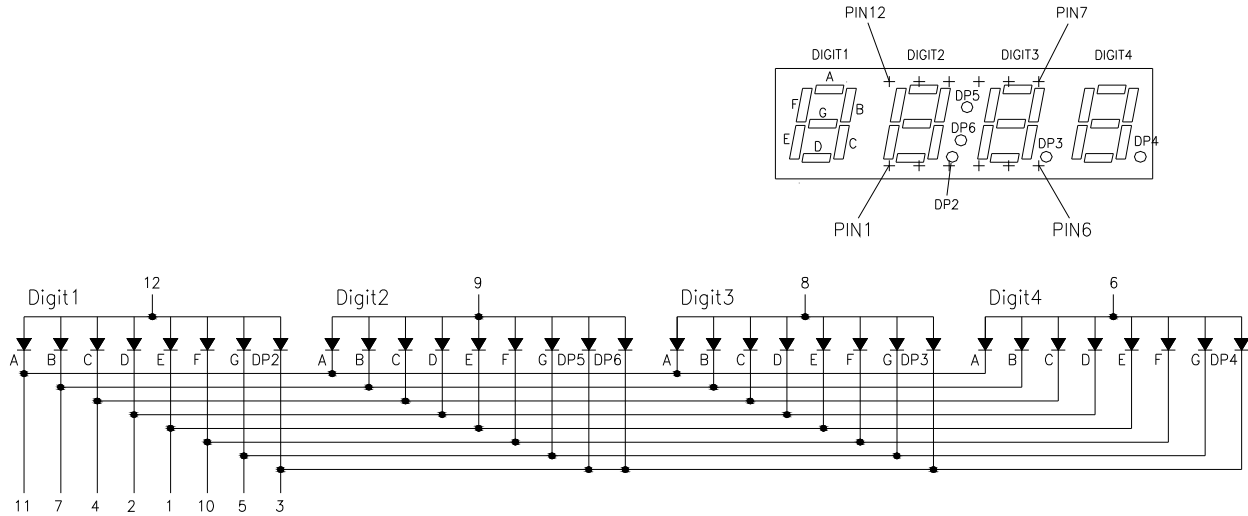 PIN12 PIN7
DIGIT1 DIGIT2 DIGIT3 DIGIT4
A
F B DP5
G
E DP6 DP3 DP4
D C
DP2
PIN1 PIN6
12 9 8 6
Digit1 Digit2 Digit3 Digit4
A B C D E F G DP2 A B C D E F G DP5 DP6 A B C D E F G DP3 A B C D E F G DP4
11 7 4 2 1 10 5 3